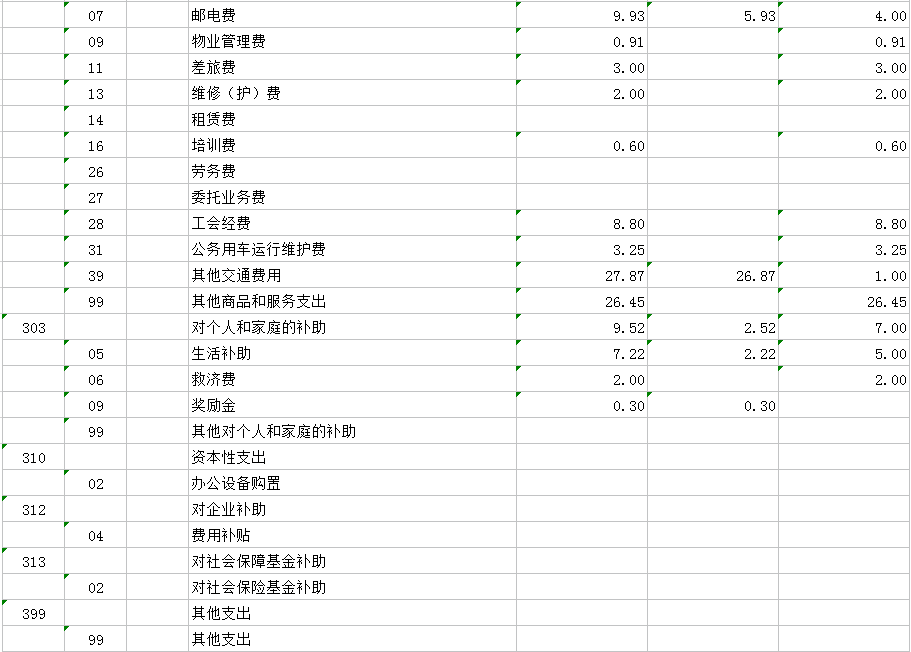 07 邮电费 9.93 5.93 4.00
09 物业管理费 0.91 0.91
11 差旅费 3.00 3.00
13 维修（护）费 2.00 2.00
14 租赁费
16 培训费 0.60 0.60
26 劳务费
27 委托业务费
28 工会经费 8.80 8.80
31 公务用车运行维护费 3.25 3.25
39 其他交通费用 27.87 26.87 1.00
99 其他商品和服务支出 26.45 26.45
303 对个人和家庭的补助 9.52 2.52 7.00
05 生活补助 7.22 2.22 5.00
06 救济费 2.00 2.00
09 奖励金 0.30 0.30
99 其他对个人和家庭的补助
310 资本性支出
02 办公设备购置
312 对企业补助
04 费用补贴
313 对社会保障基金补助
02 对社会保险基金补助
399 其他支出
99 其他支出